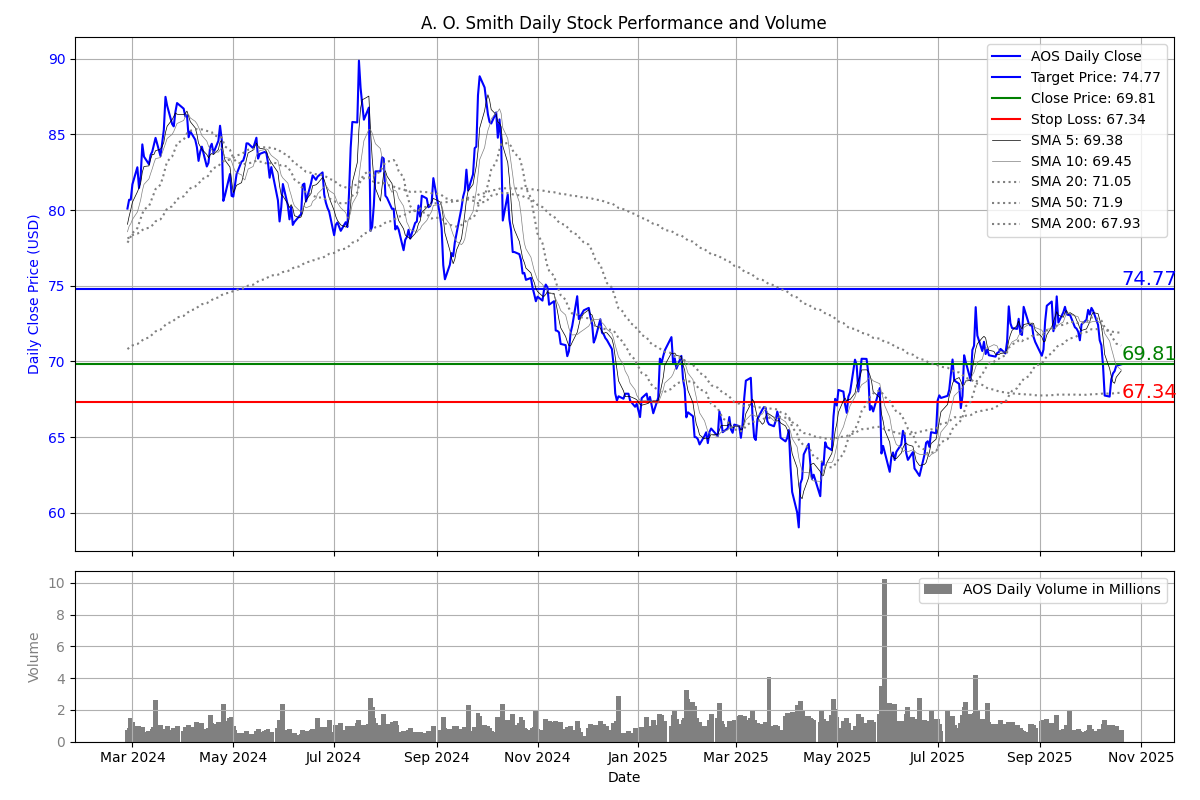 A. O. Smith Daily Stock Performance and Volume
Daily Close Price (USD)
90
85
80
75
70
65
60
AOS Daily Close
Target Price: 74.77
Close Price: 69.81
Stop Loss: 67.34
SMA 5: 69.38
SMA 10: 69.45
SMA 20: 71.05
SMA 50: 71.9
SMA 200: 67.93
74.77
69.81
67.34
Volume
10
8
6
4
2
0
AOS Daily Volume in Millions
Mar 2024 May 2024 Jul 2024 Sep 2024 Nov 2024 Jan 2025 Mar 2025 May 2025 Jul 2025 Sep 2025 Nov 2025
Date